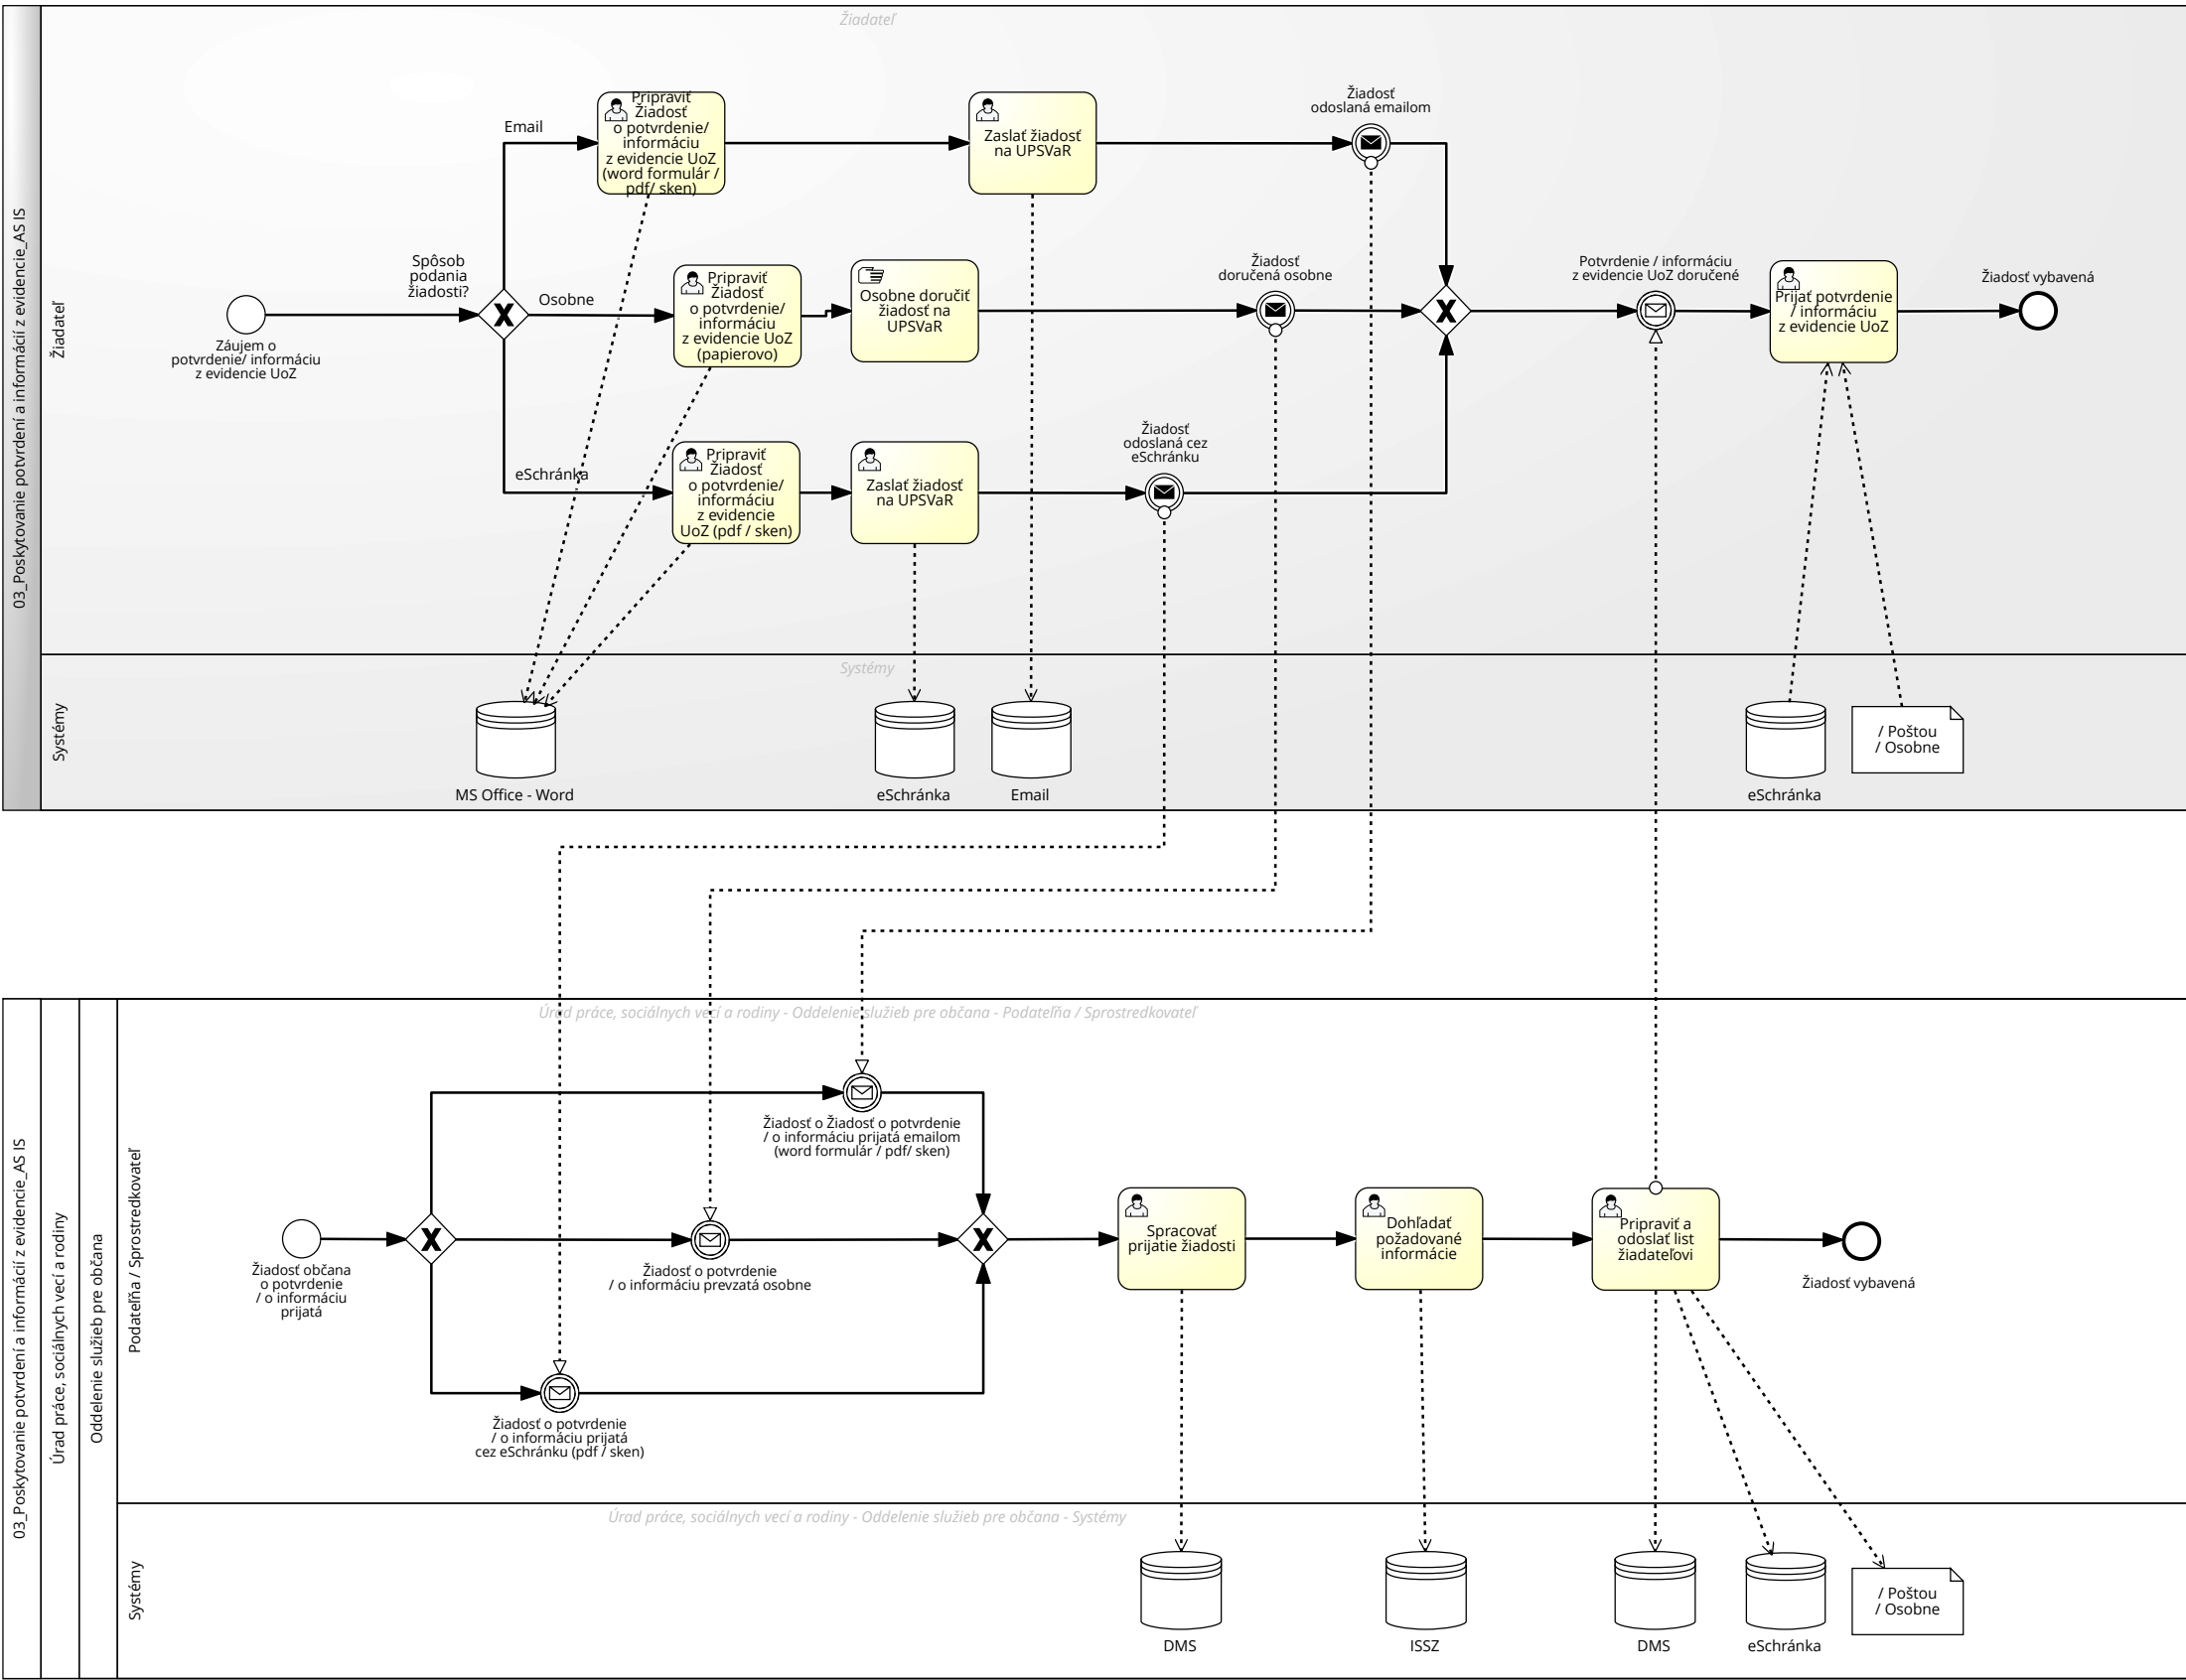 03_Poskytovanie potvrdení a informácií z evidencie_AS IS
Žiadateľ
Žiadateľ
Záujem o
potvrdenie/ informáciu
z evidencie UoZ
Spôsob
podania
žiadosti?
Email
Pripraviť
Žiadosť
o potvrdenie/
informáciu
z evidencie UoZ
(word formulár /
pdf/ sken)
Zaslať žiadosť
na UPSVaR
Žiadosť
odoslaná emailom
Osobne
Pripraviť
Žiadosť
o potvrdenie/
informáciu
z evidencie UoZ
(papierovo)
Osobne doručiť
žiadosť na
UPSVaR
Žiadosť
doručená osobne
eSchránka
Pripraviť
Žiadosť
o potvrdenie/
informáciu
z evidencie
UoZ (pdf / sken)
Zaslať žiadosť
na UPSVaR
Žiadosť
odoslaná cez
eSchránku
Potvrdenie / informáciu
z evidencie UoZ doručené
Prijať potvrdenie
/ informáciu
z evidencie UoZ
Žiadosť vybavená
Systémy
Systémy
MS Office - Word
eSchránka
Email
eSchránka
/ Poštou
/ Osobne
03_Poskytovanie potvrdení a informácií z evidencie_AS IS
Úrad práce, sociálnych vecí a rodiny
Oddelenie služieb pre občana
Podateľňa / Sprostredkovateľ
Úrad práce, sociálnych vecí a rodiny - Oddelenie služieb pre občana - Podateľňa / Sprostredkovateľ
Žiadosť občana
o potvrdenie
/ o informáciu
prijatá
Žiadosť o Žiadosť o potvrdenie
/ o informáciu prijatá emailom
(word formulár / pdf/ sken)
Žiadosť o potvrdenie
/ o informáciu prevzatá osobne
Žiadosť o potvrdenie
/ o informáciu prijatá
cez eSchránku (pdf / sken)
Spracovať
prijatie žiadosti
Dohľadať
požadované
informácie
Pripraviť a
odoslať list
žiadateľovi
Žiadosť vybavená
Systémy
Úrad práce, sociálnych vecí a rodiny - Oddelenie služieb pre občana - Systémy
DMS
ISSZ
DMS
eSchránka
/ Poštou
/ Osobne